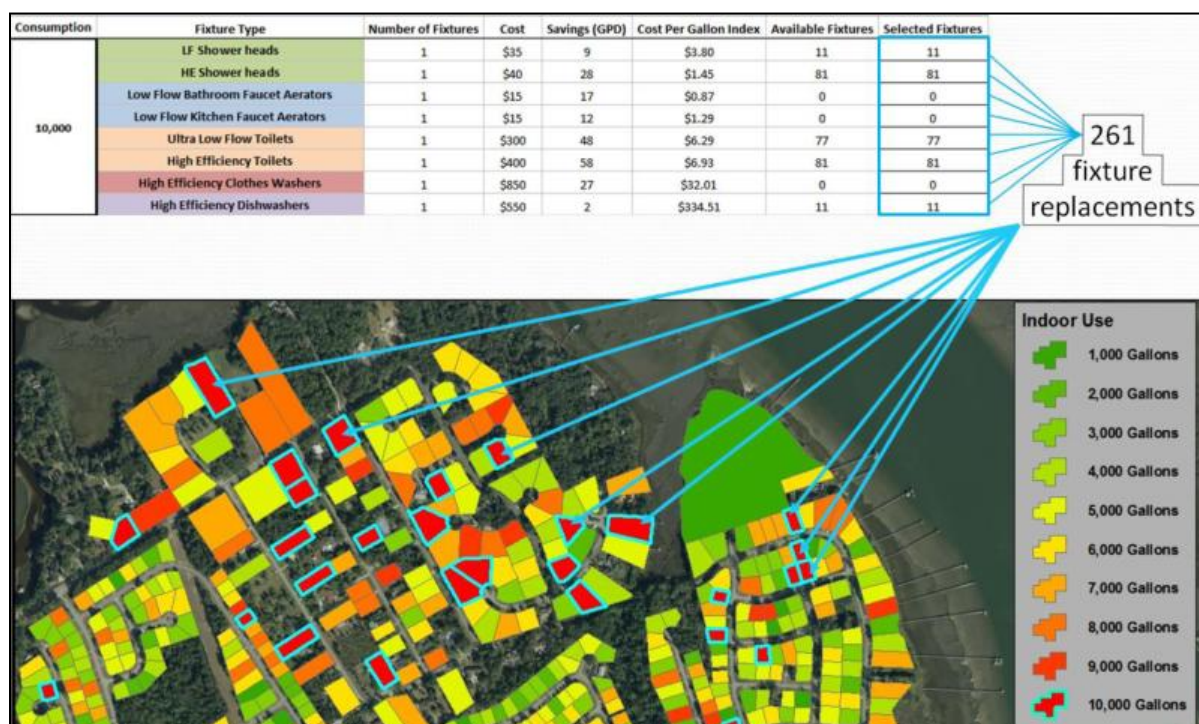 Consumption Fixture Type Number of Fixtures Cost Savings (GPD) Cost Per Gallon Index Available Fixtures Selected Fixtures
LF Shower heads 1 $35 9 $3.80 11 11
HE Shower heads 1 $40 28 $1.45 81 81
Low Flow Bathroom Faucet Aerators 1 $15 17 $0.87 0 0
10,000
Low Flow Kitchen Faucet Aerators 1 $15 12 $1.29 0 0
Ultra Low Flow Toilets 1 $300 48 $6.29 77 77
High Efficiency Toilets 1 $400 58 $6.93 81 81
High Efficiency Clothes Washers 1 $850 27 $32.01 0 0
High Efficiency Dishwashers 1 $550 2 $334.51 11 11
261
fixture
replacements
Indoor Use
1,000 Gallons
2,000 Gallons
3,000 Gallons
4,000 Gallons
5,000 Gallons
6,000 Gallons
7,000 Gallons
8,000 Gallons
9,000 Gallons
10,000 Gallons